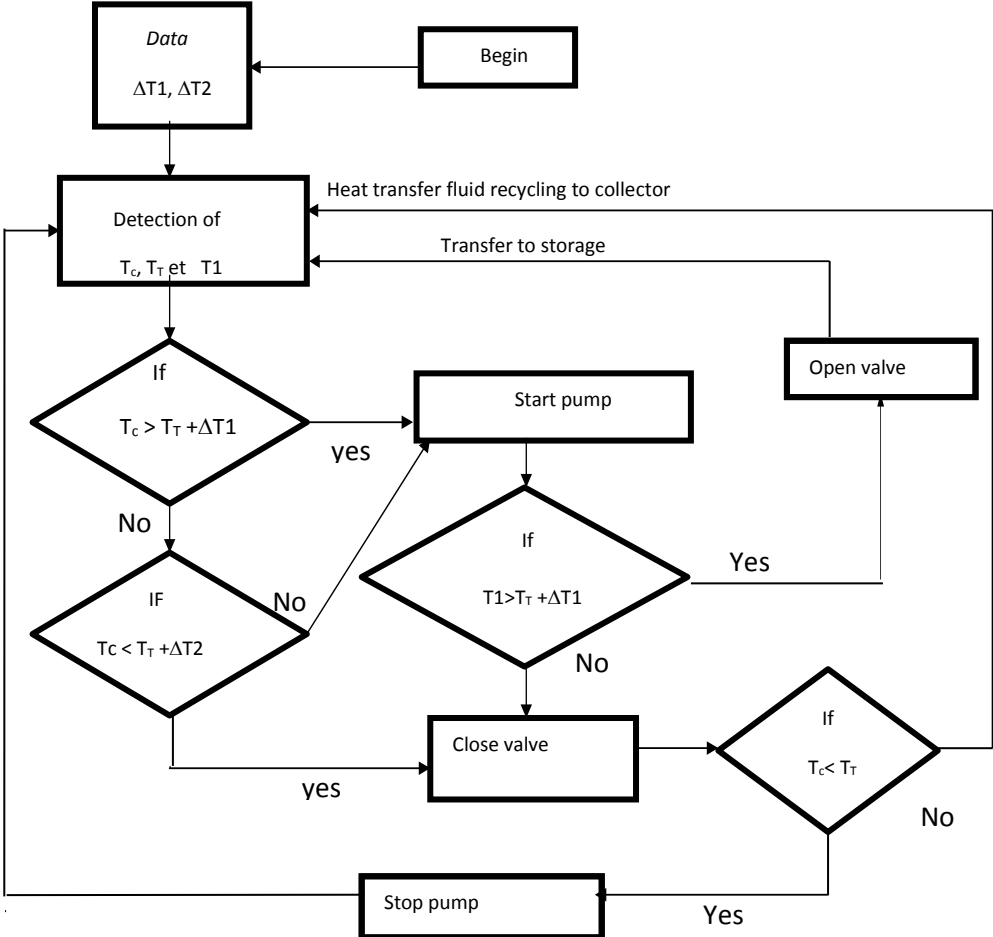 Data
ΔT1, ΔT2
Begin
Heat transfer fluid recycling to collector
Detection of
Tc, TT et T1
Transfer to storage
Open valve
If
Tc > TT +ΔT1
yes
Start pump
No
If
T1>TT +ΔT1
Yes
IF
Tc < TT +ΔT2
No
No
Close valve
yes
If
Tc< TT
No
Stop pump
Yes